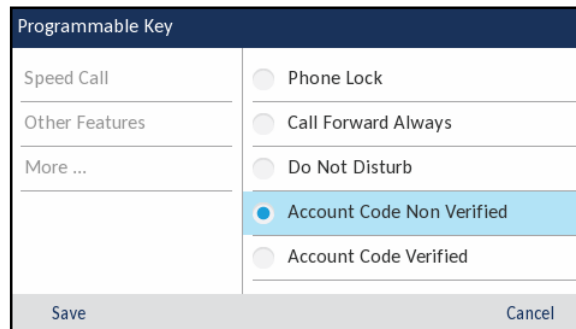 Programmable Key
Speed Call
Other Features
More ...
Phone Lock
Call Forward Always
Do Not Disturb
Account Code Non Verified
Account Code Verified
Save
Cancel